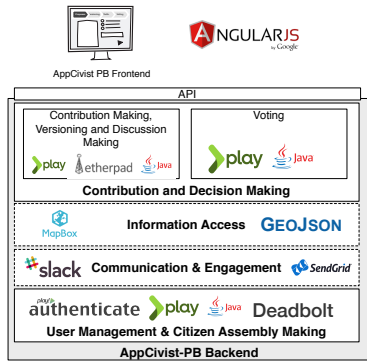 ANGULARJS
by Google
AppCivist PB Frontend
API
Contribution Making,
Versioning and Discussion
Making
play
etherpad
Java
Voting
play
Java
Contribution and Decision Making
MapBox
Information Access
GEOJSON
slack
Communication & Engagement
SendGrid
play
authenticate
play
Java
Deadbolt
User Management & Citizen Assembly Making
AppCivist-PB Backend